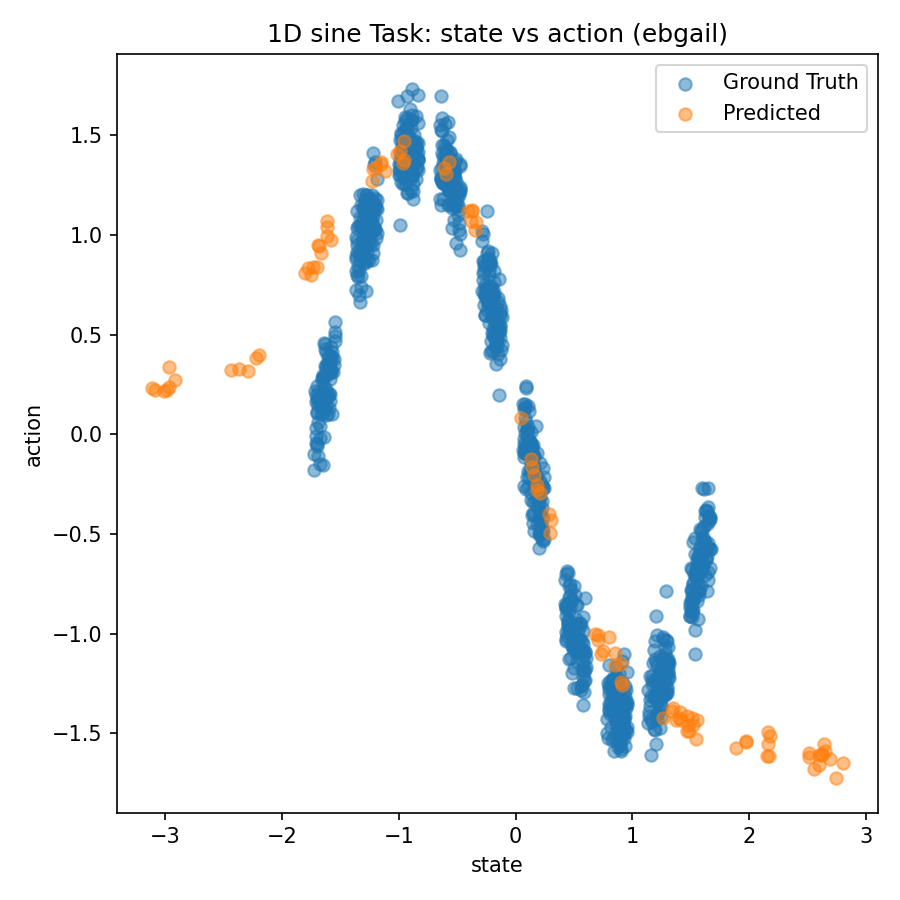 1D sine Task: state vs action (ebgail)
Ground Truth
Predicted
1.5
1.0
0.5
0.0
−0.5
−1.0
−1.5
action
−3 −2 −1 0 1 2 3
state